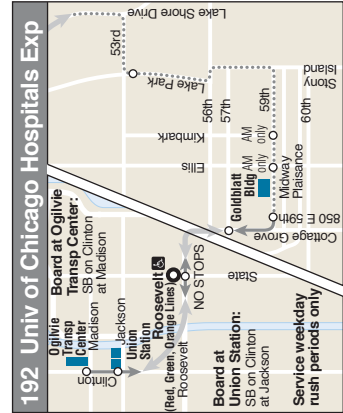 192 Univ of Chicago Hospitals Exp
Board at Ogilvie
Transp Center:
SB on Clinton
at Madison
Ogilvie
Transp
Center
Madison
Clinton
Jackson
Union
Station
Roosevelt
(Red, Green, Orange Lines)
Roosevelt
NO STOPS
State
Board at
Union Station:
SB on Clinton
at Jackson
Service weekday
rush periods only
Lake Shore Drive
53rd
Lake Park
56th
57th
59th
60th
Stony
Island
Kimbark
AM
only
Ellis
AM
only
Goldblatt
Bldg
Midway
Plaisance
850 E 59th
Cottage Grove